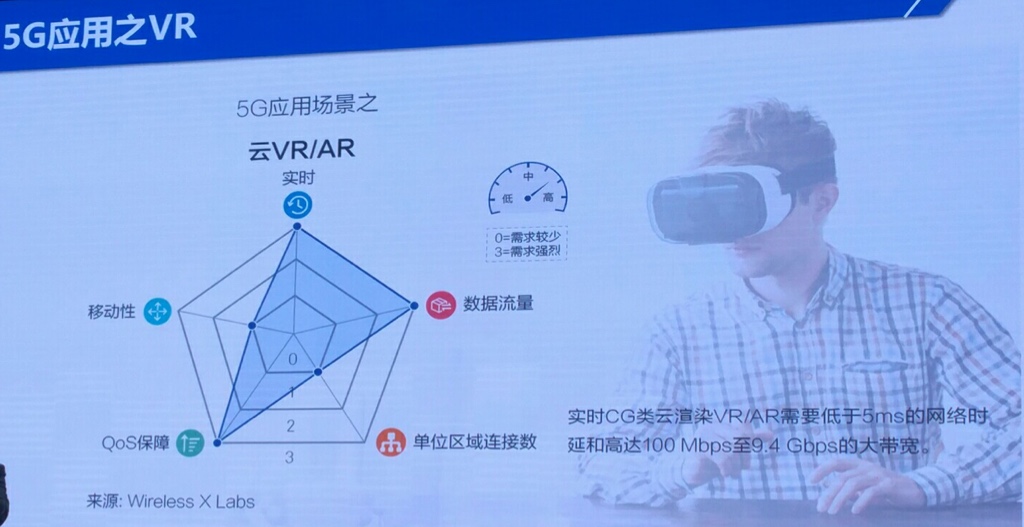 5G应用之VR
5G应用场景之
云VR/AR
实时
中
低 高
0=需求较少
3=需求强烈
移动性
数据流量
0
1
2
3
QoS保障
单位区域连接数
实时CG类云渲染VR/AR需要低于5ms的网络时
延和高达100 Mbps至9.4 Gbps的大带宽。
来源: Wireless X Labs